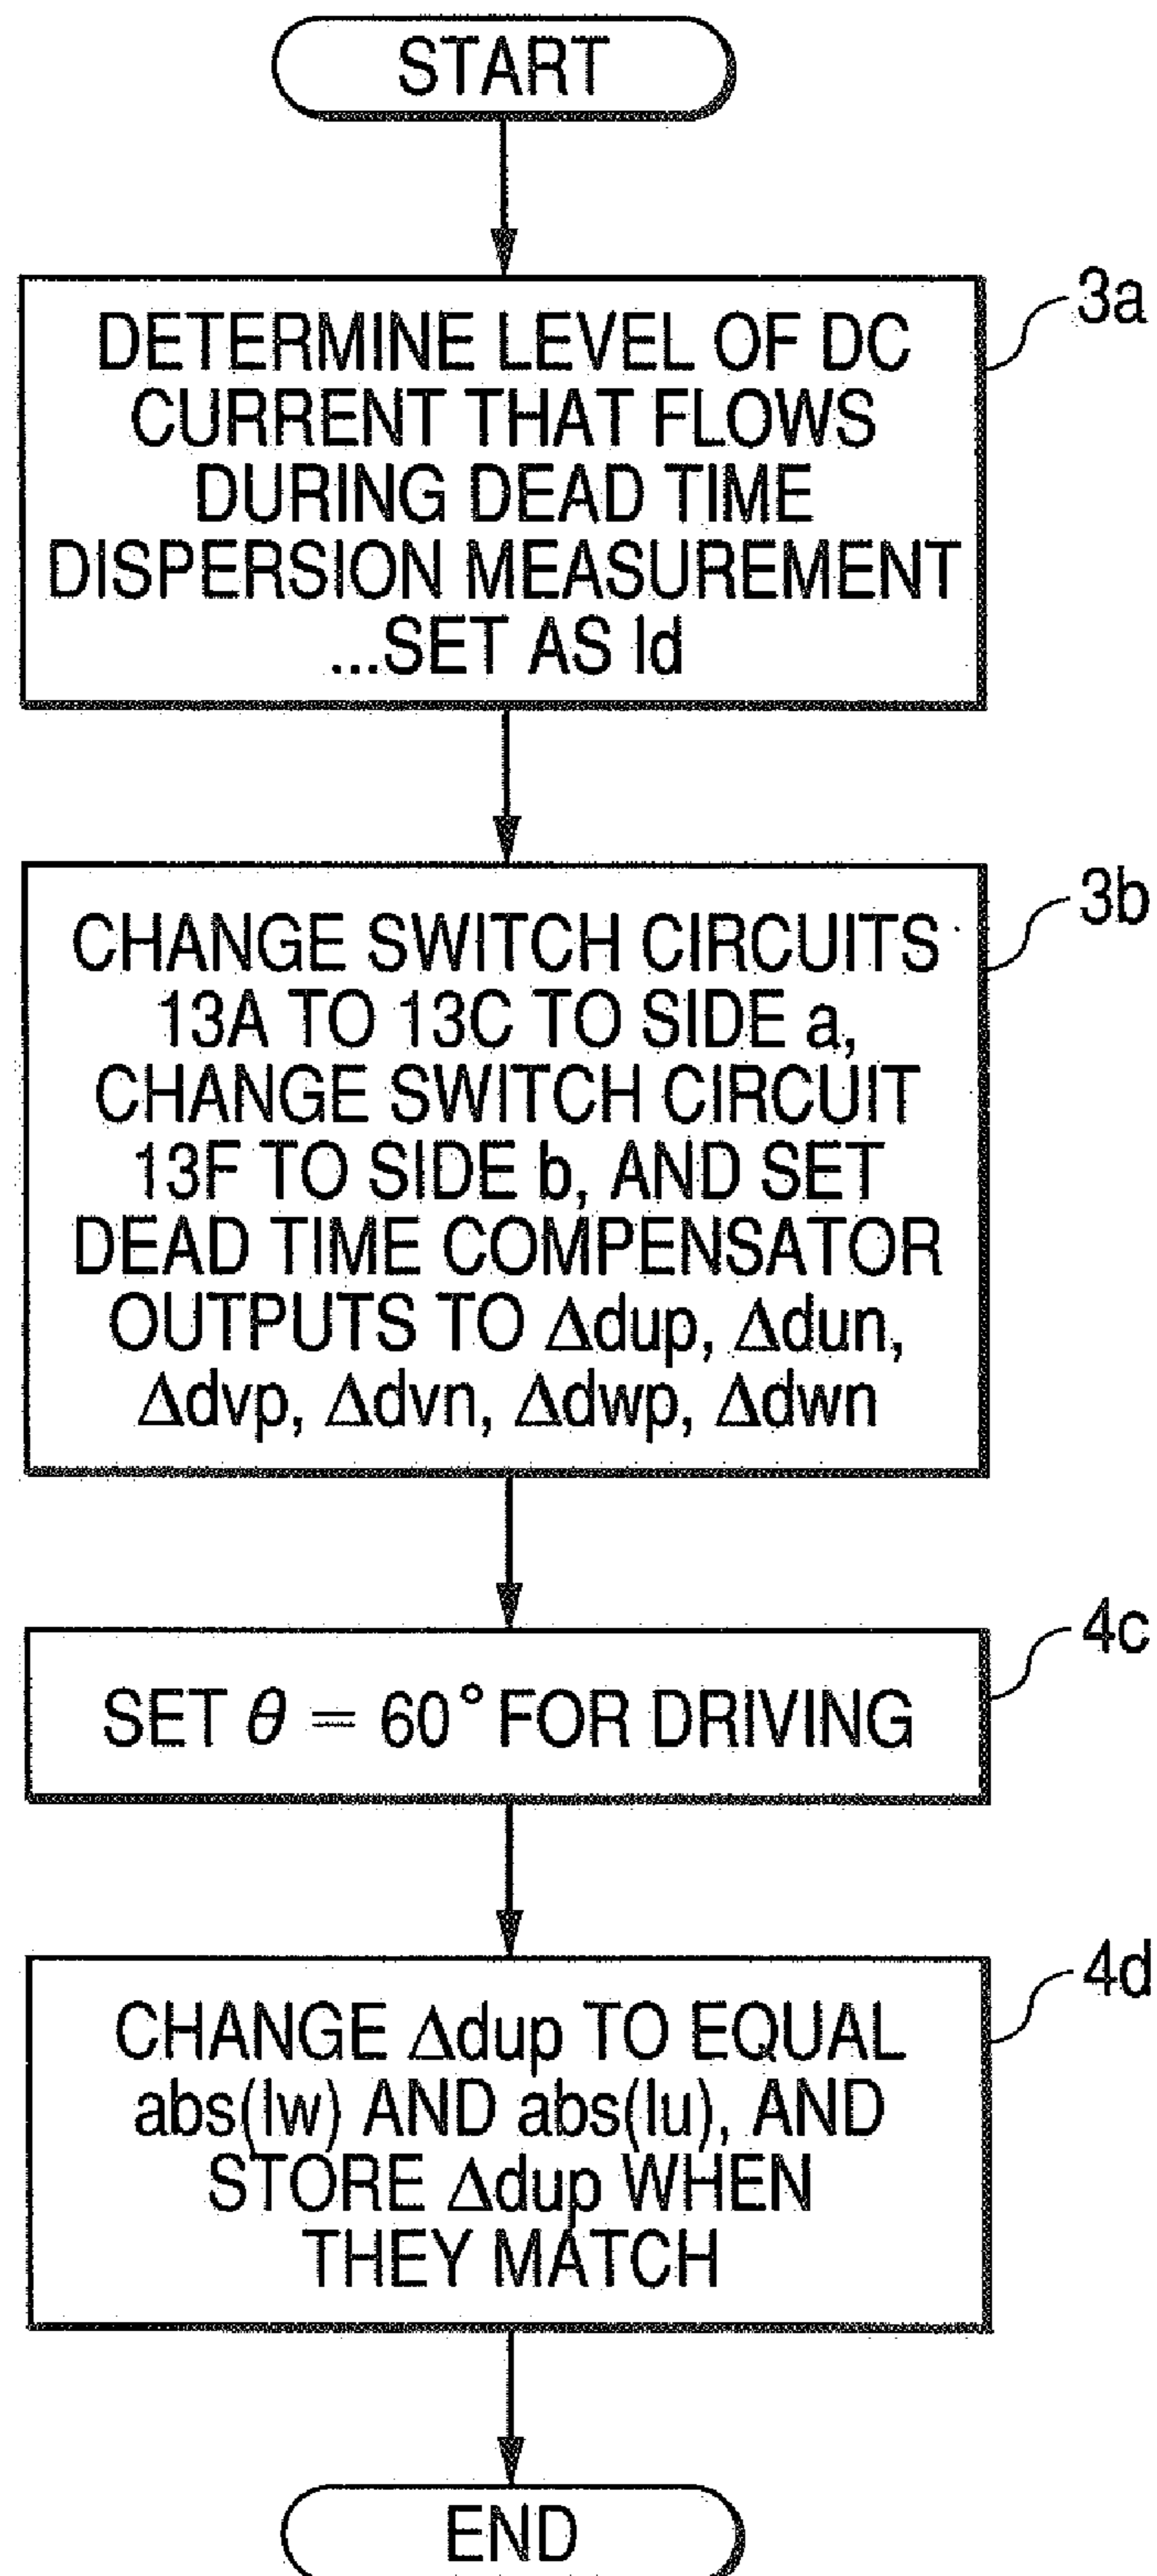 START
3a
DETERMINE LEVEL OF DC
CURRENT THAT FLOWS
DURING DEAD TIME
DISPERSION MEASUREMENT
...SET AS Id
3b
CHANGE SWITCH CIRCUITS
13A TO 13C TO SIDE a,
CHANGE SWITCH CIRCUIT
13F TO SIDE b, AND SET
DEAD TIME COMPENSATOR
OUTPUTS TO Δdup, Δdun,
Δdvp, Δdvn, Δdwp, Δdwn
4c
SET θ = 60° FOR DRIVING
4d
CHANGE Δdup TO EQUAL
abs(Iw) AND abs(Iu), AND
STORE Δdup WHEN
THEY MATCH
END